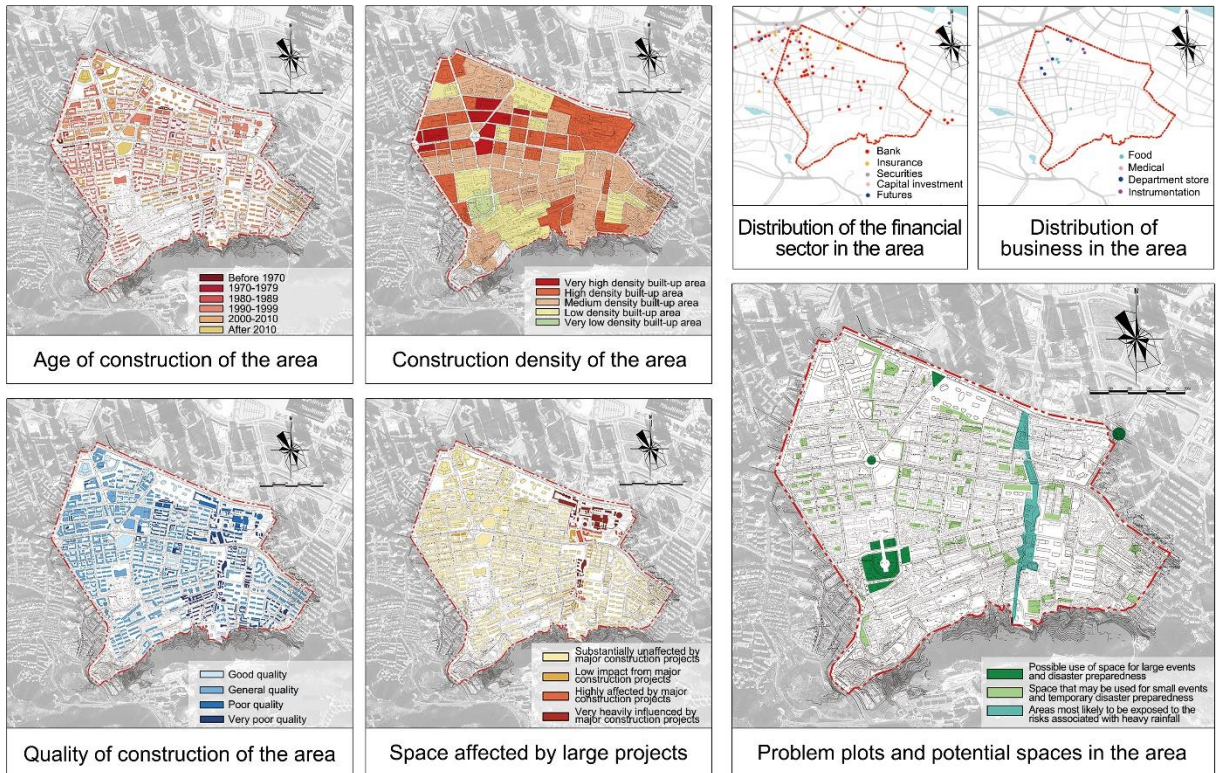 Before 1970
1970-1979
1980-1989
1990-1999
2000-2010
After 2010
Age of construction of the area
Very high density built-up area
High density built-up area
Medium density built-up area
Low density built-up area
Very low density built-up area
Construction density of the area
Bank
Insurance
Securities
Capital investment
Futures
Distribution of the financial
sector in the area
Food
Medical
Department store
Instrumentation
Distribution of
business in the area
Good quality
General quality
Poor quality
Very poor quality
Quality of construction of the area
Substantially unaffected by
major construction projects
Low impact from major
construction projects
Highly affected by major
construction projects
Very heavily influenced by
major construction projects
Space affected by large projects
Possible use of space for large events
and disaster preparedness
Space that may be used for small events
and temporary disaster preparedness
Areas most likely to be exposed to the
risks associated with heavy rainfall
Problem plots and potential spaces in the area